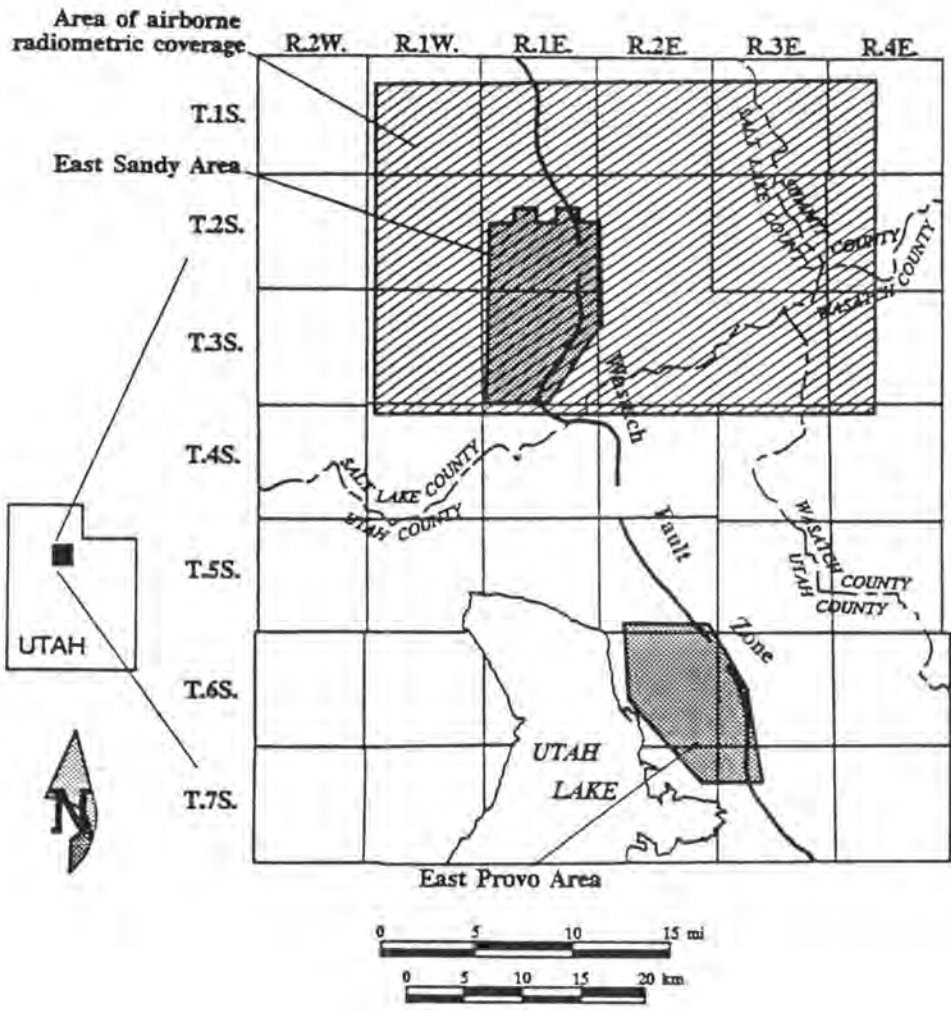 Area of airborne
radiometric coverage
R.2W. R.1W. R.1E. R.2E. R.3E. R.4E.
T.1S.
East Sandy Area
SALT LAKE COUNTY
SUMMIT COUNTY
WASATCH COUNTY
T.2S.
T.3S.
Wasatch
T.4S.
SALT LAKE COUNTY
UTAH COUNTY
Fault
WASATCH COUNTY
UTAH COUNTY
T.5S.
Zone
UTAH
T.6S.
UTAH
LAKE
N
T.7S.
East Provo Area
0 5 10 15 mi
0 5 10 15 20 km.